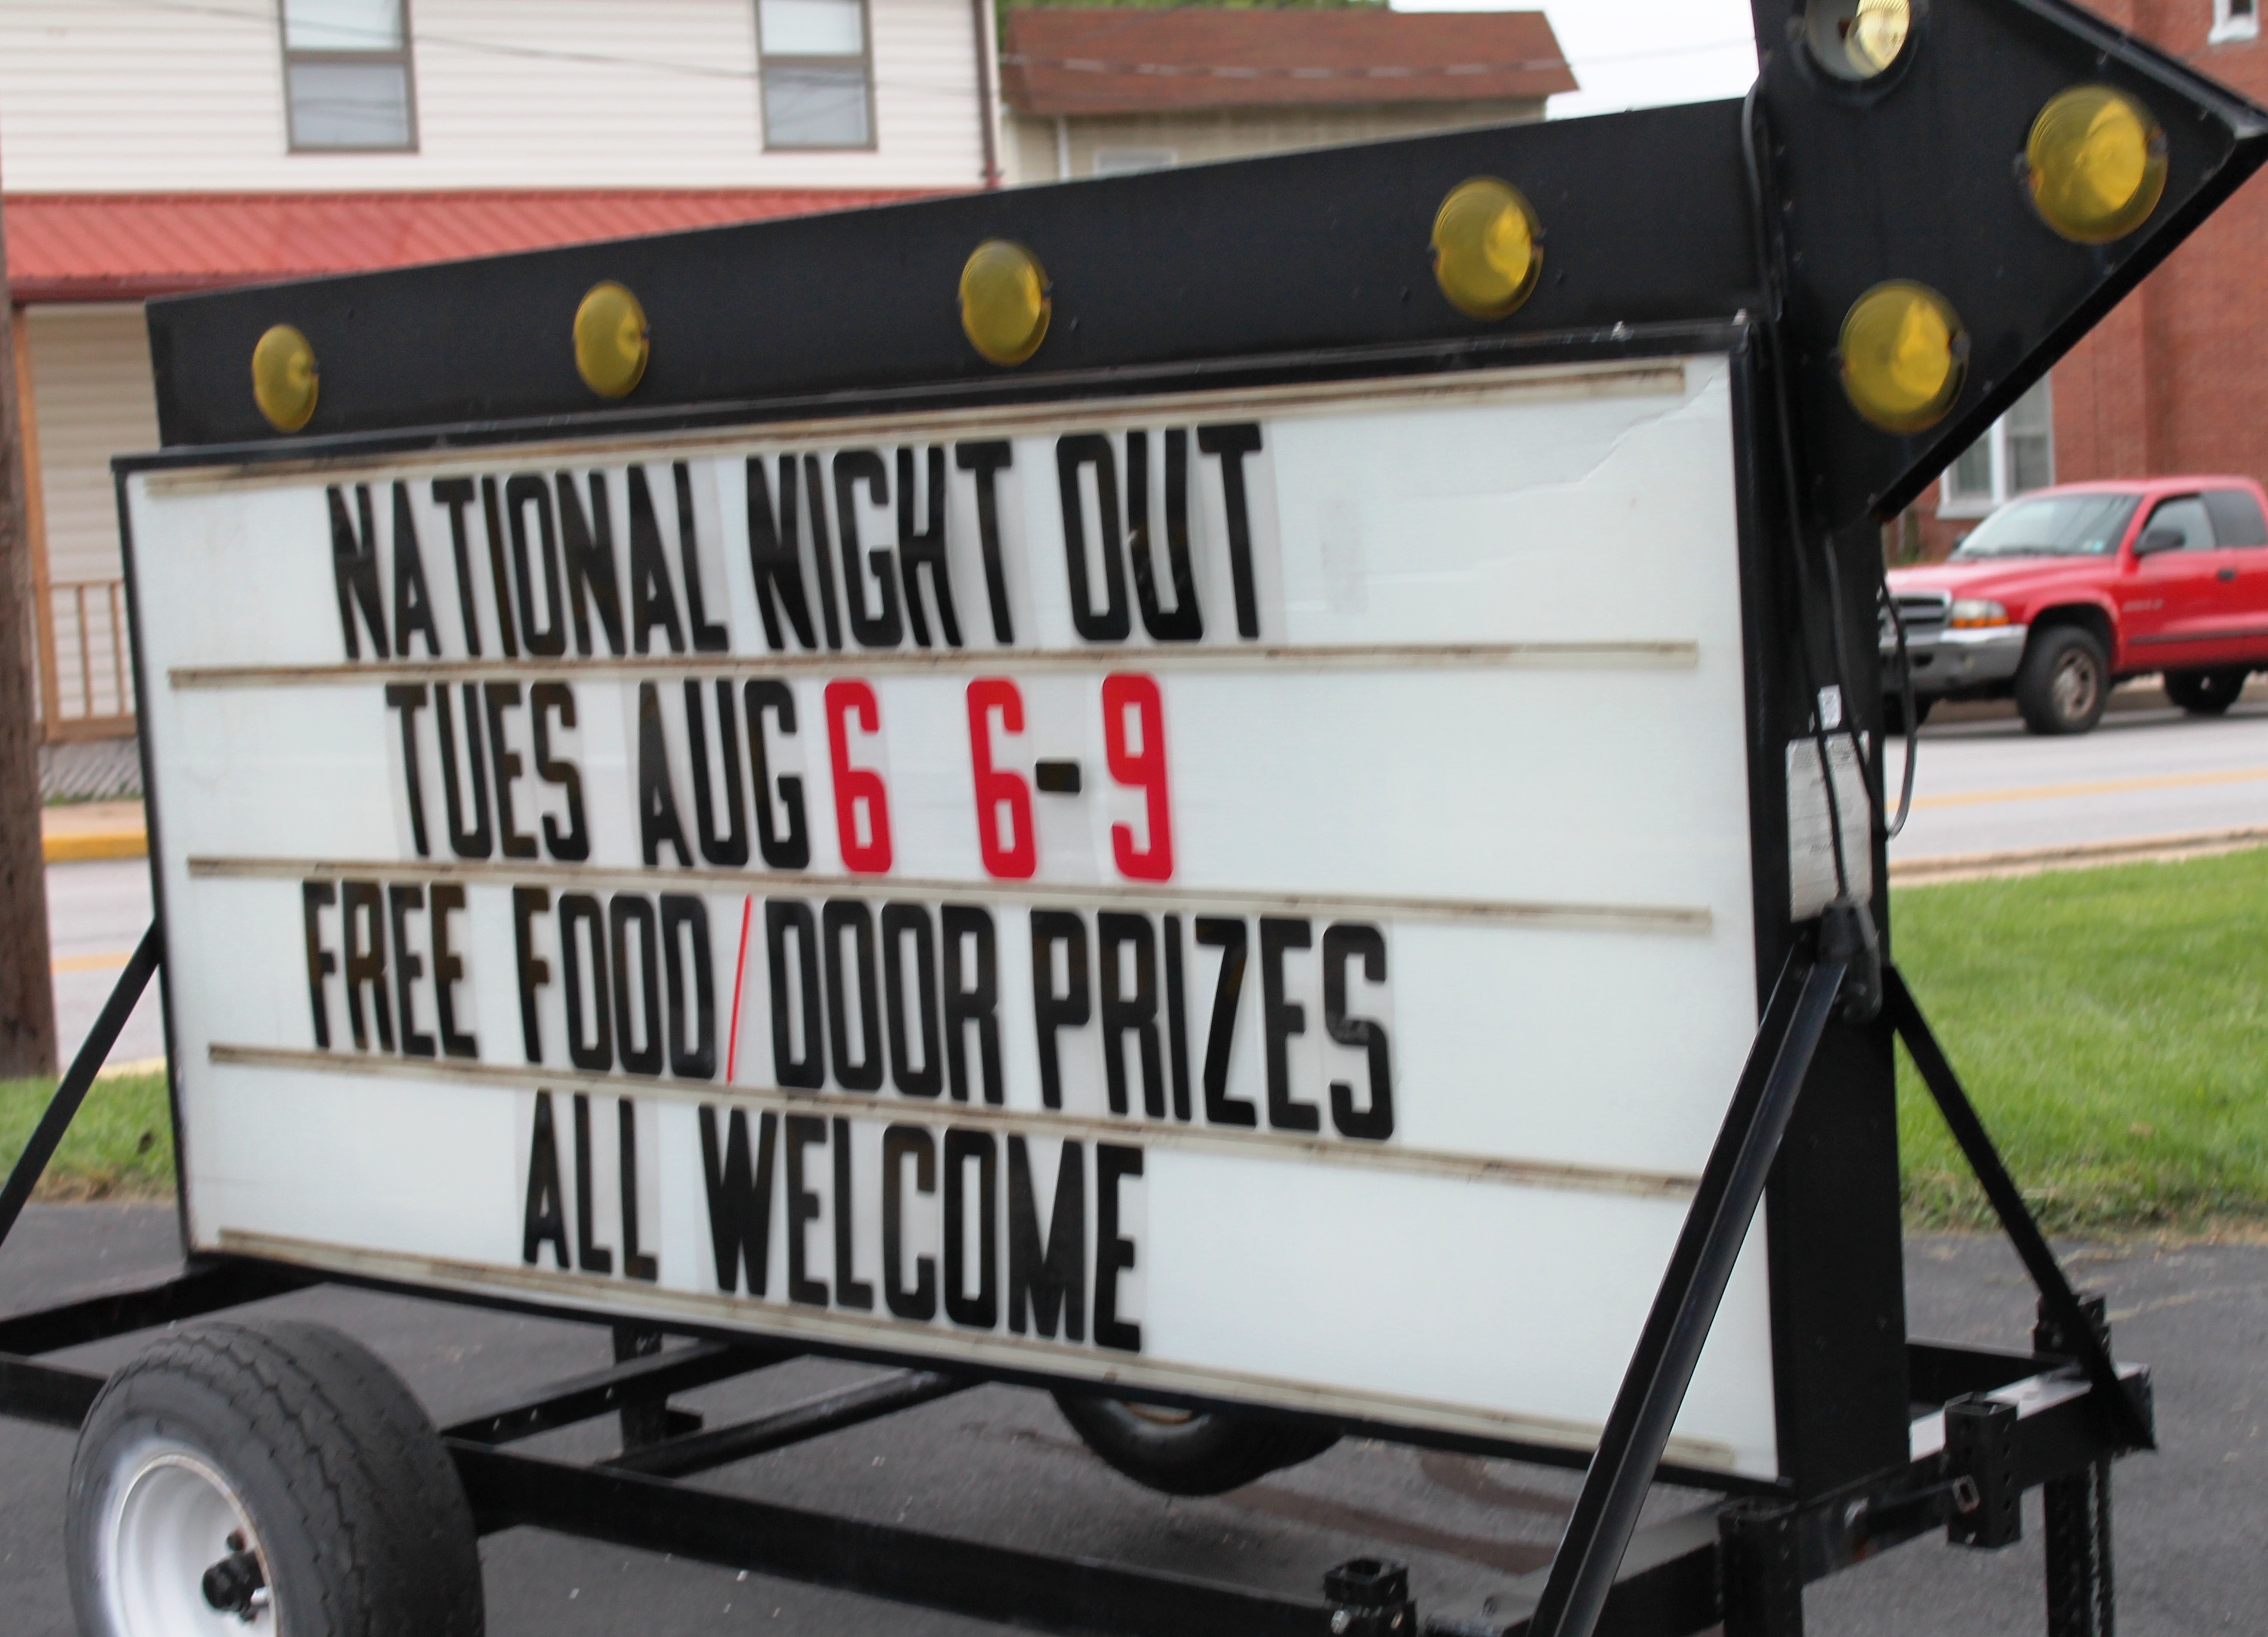 NATIONAL NIGHT OUT
TUES AUG 6 6-9
FREE FOOD/DOOR PRIZES
ALL WELCOME